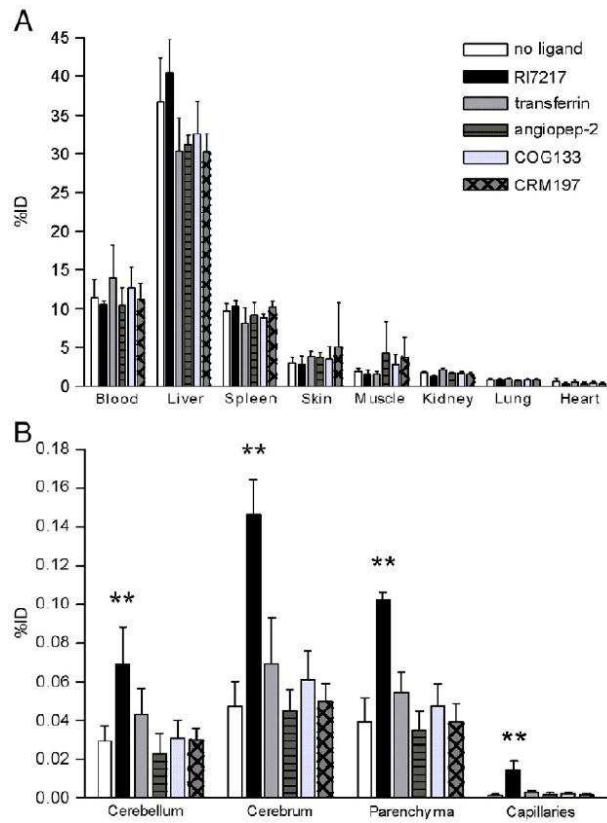 A
45
40
35
30
25
20
15
10
5
0
%ID
no ligand
RI7217
transferrin
angiopep-2
COG133
CRM197
Blood Liver Spleen Skin Muscle Kidney Lung Heart
B
0.18
0.16
0.14
0.12
0.10
0.08
0.06
0.04
0.02
0.00
%ID
**
**
**
**
Cerebellum Cerebrum Parenchyma Capillaries